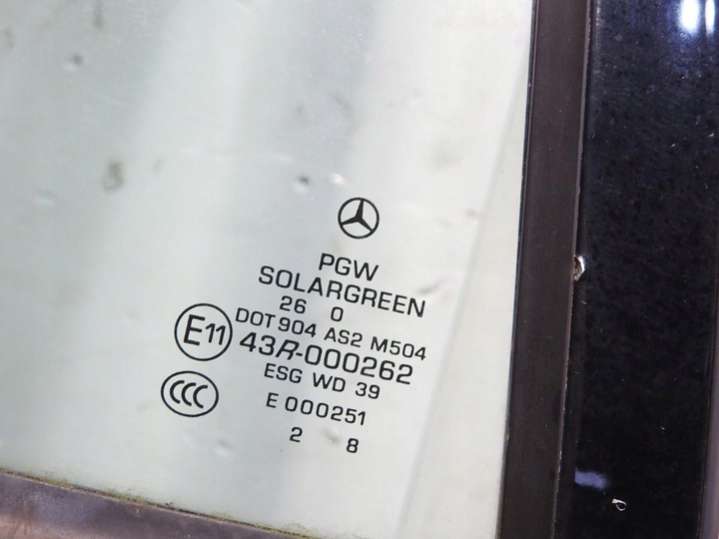 PGW
SOLARGREEN
26 0
DOT 904 AS2 M504
E11
43R-000262
ESG WD 39
CCC
E 000251
2 8